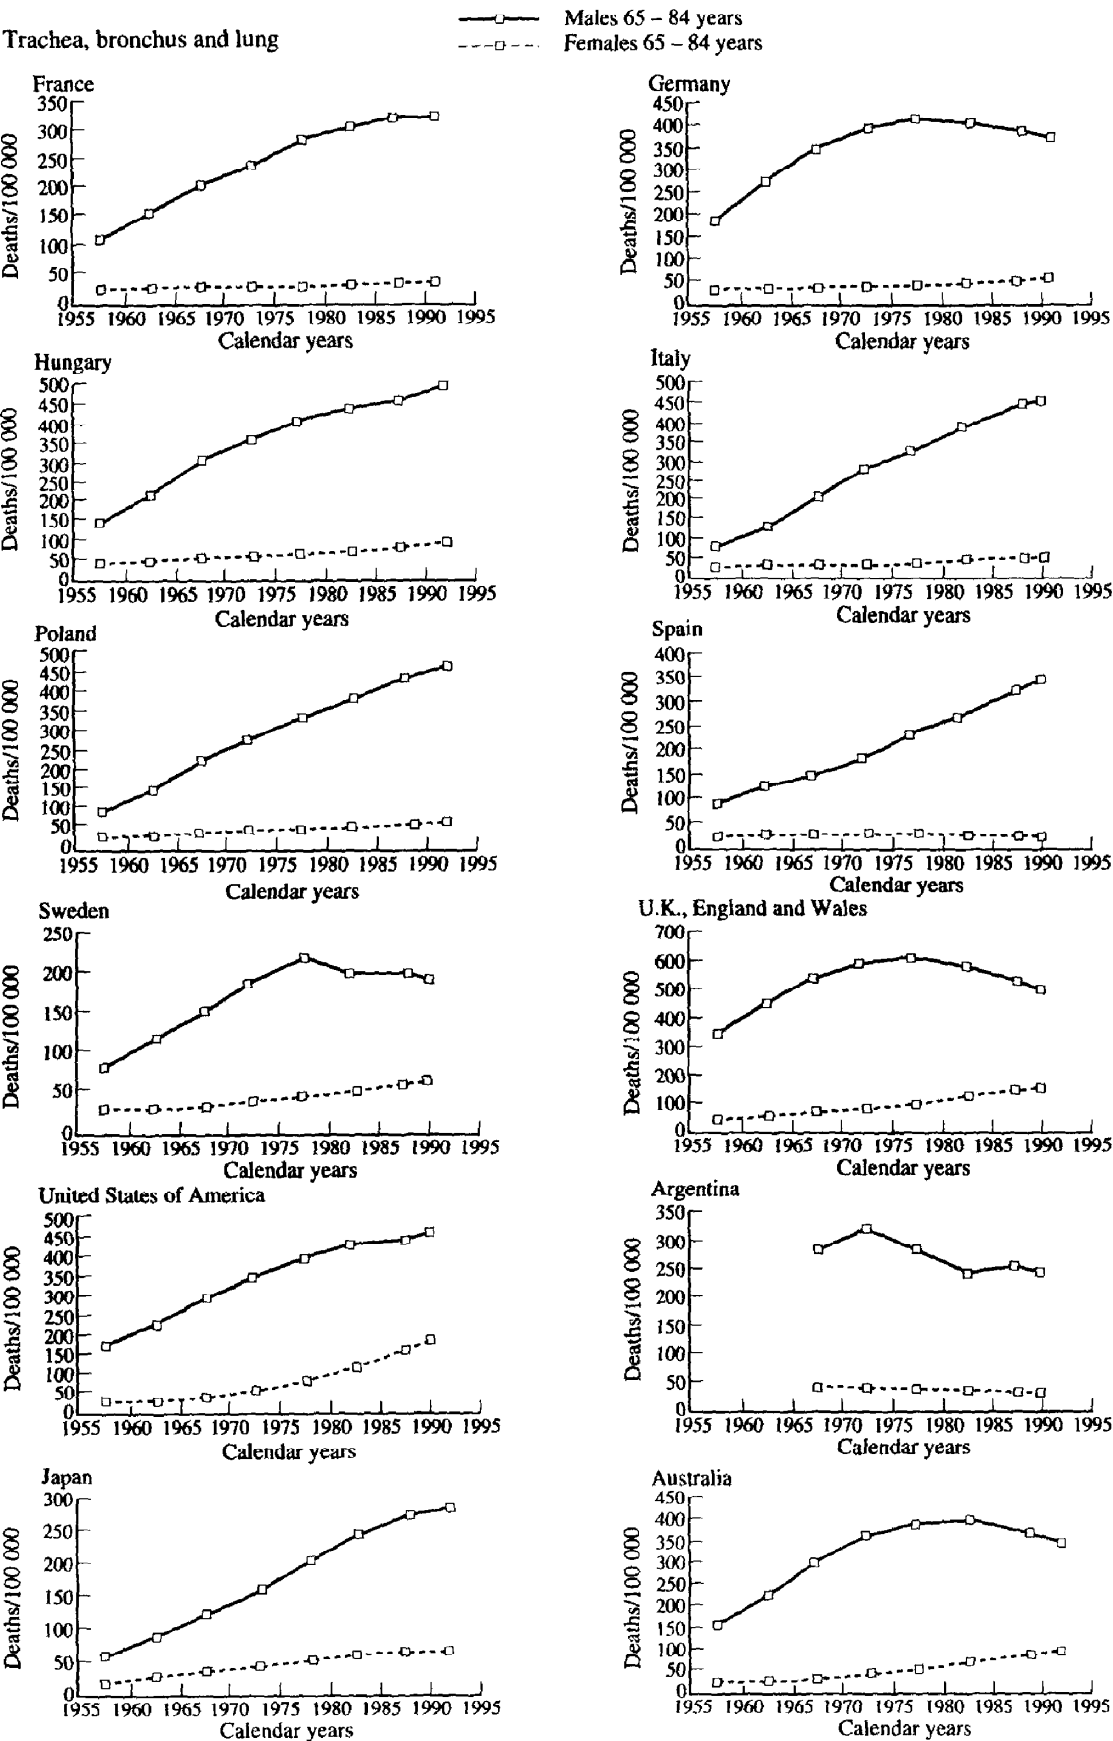 Trachea, bronchus and lung
Males 65 – 84 years
Females 65 – 84 years
France
350
300
250
200
150
100
50
0
Deaths/100 000
1955 1960 1965 1970 1975 1980 1985 1990 1995
Calendar years
Germany
450
400
350
300
250
200
150
100
50
0
Deaths/100 000
1955 1960 1965 1970 1975 1980 1985 1990 1995
Calendar years
Hungary
500
450
400
350
300
250
200
150
100
50
0
Deaths/100 000
1955 1960 1965 1970 1975 1980 1985 1990 1995
Calendar years
Italy
500
450
400
350
300
250
200
150
100
50
0
Deaths/100 000
1955 1960 1965 1970 1975 1980 1985 1990 1995
Calendar years
Poland
500
450
400
350
300
250
200
150
100
50
0
Deaths/100 000
1955 1960 1965 1970 1975 1980 1985 1990 1995
Calendar years
Spain
400
350
300
250
200
150
100
50
0
Deaths/100 000
1955 1960 1965 1970 1975 1980 1985 1990 1995
Calendar years
Sweden
250
200
150
100
50
0
Deaths/100 000
1955 1960 1965 1970 1975 1980 1985 1990 1995
Calendar years
U.K., England and Wales
700
600
500
400
300
200
100
0
Deaths/100 000
1955 1960 1965 1970 1975 1980 1985 1990 1995
Calendar years
United States of America
500
450
400
350
300
250
200
150
100
50
0
Deaths/100 000
1955 1960 1965 1970 1975 1980 1985 1990 1995
Calendar years
Argentina
350
300
250
200
150
100
50
0
Deaths/100 000
1955 1960 1965 1970 1975 1980 1985 1990 1995
Calendar years
Japan
300
250
200
150
100
50
0
Deaths/100 000
1955 1960 1965 1970 1975 1980 1985 1990 1995
Calendar years
Australia
450
400
350
300
250
200
150
100
50
0
Deaths/100 000
1955 1960 1965 1970 1975 1980 1985 1990 1995
Calendar years